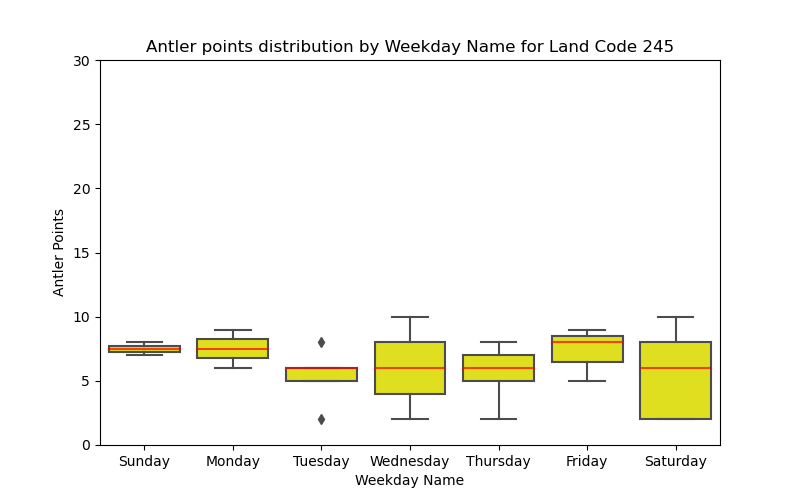 Antler points distribution by Weekday Name for Land Code 245
30
25
20
15
10
5
0
Antler Points
Sunday Monday Tuesday Wednesday Thursday Friday Saturday
Weekday Name